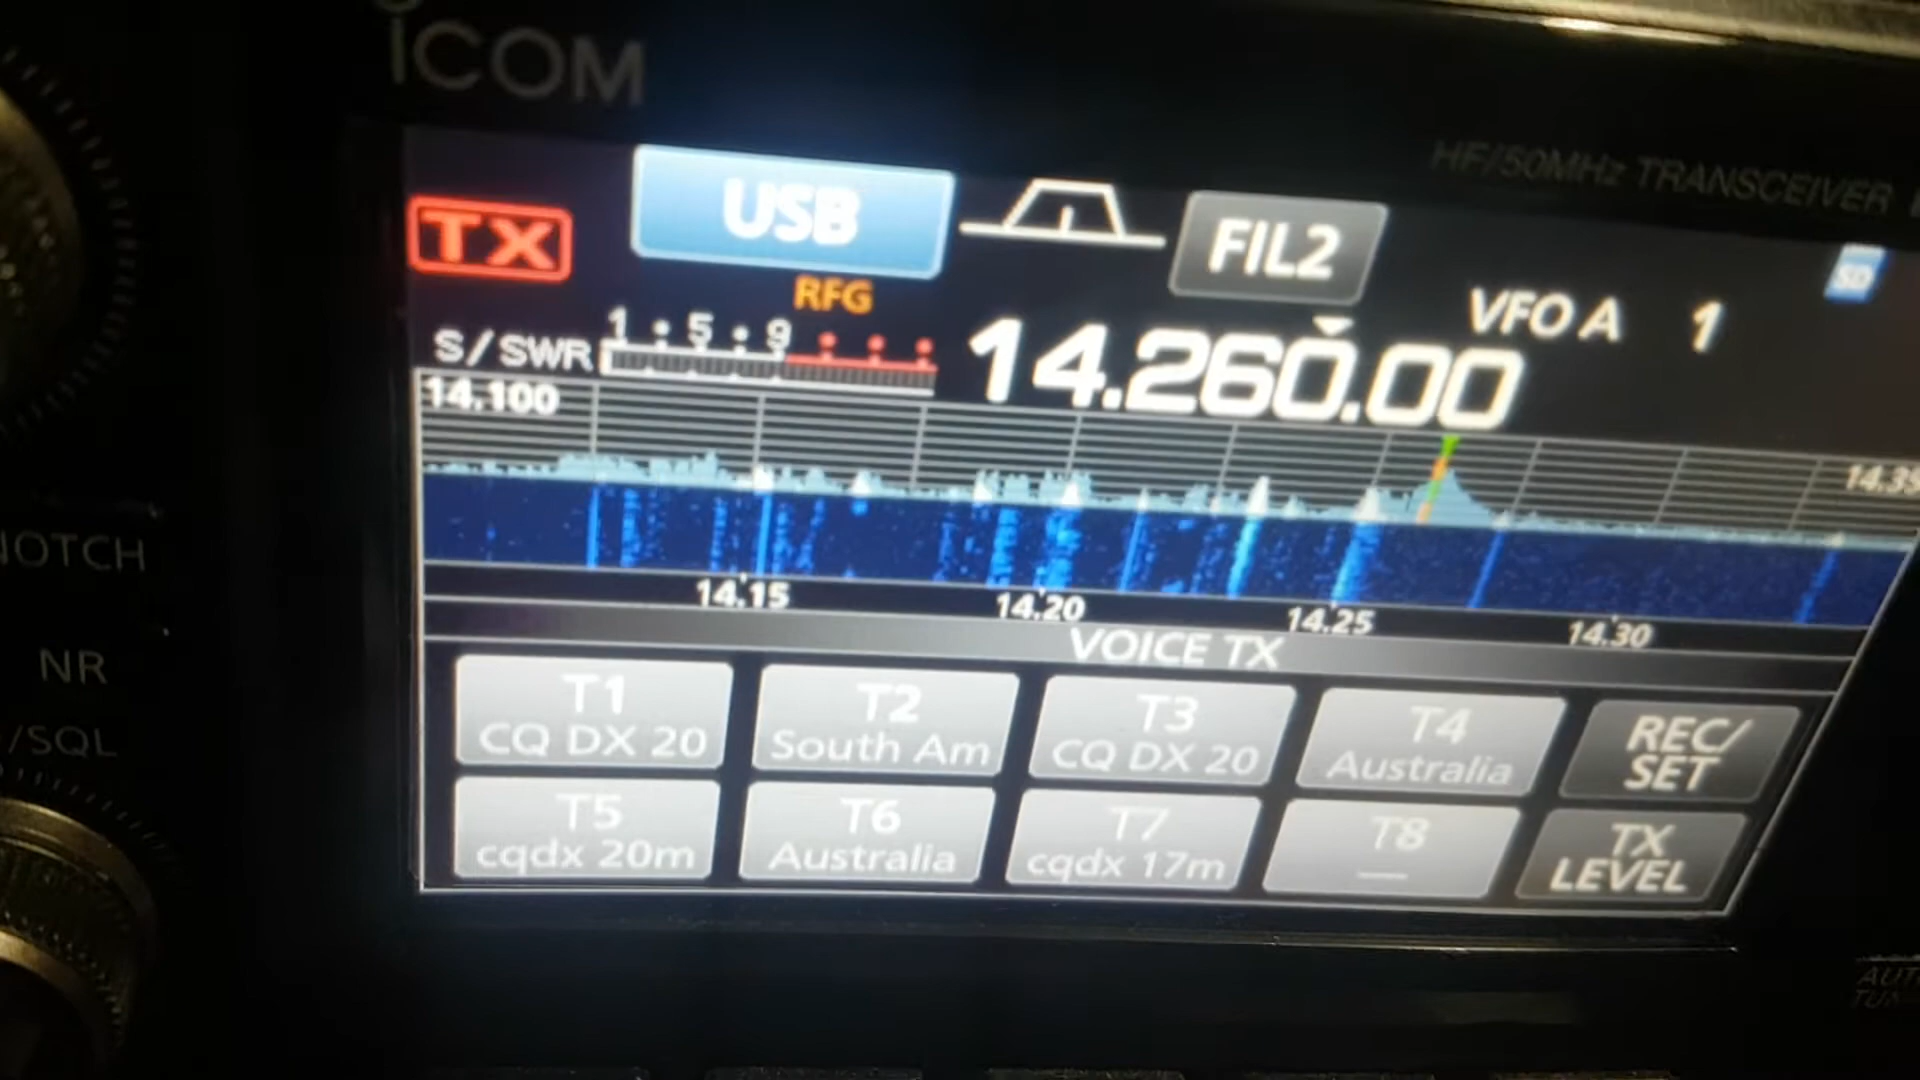 ICOM
HF/50MHz TRANSCEIVER
TX
USB
FIL2
SD
RFG
VFO A 1
1 5 9
S/SWR
14.260.00
14.100
14.35
NOTCH
14.15 14.20 14.25 14.30
VOICE TX
NR
/SQL
T1
CQ DX 20
T2
South Am
T3
CQ DX 20
T4
Australia
REC/
SET
T5
cqdx 20m
T6
Australia
T7
cqdx 17m
T8
TX
LEVEL